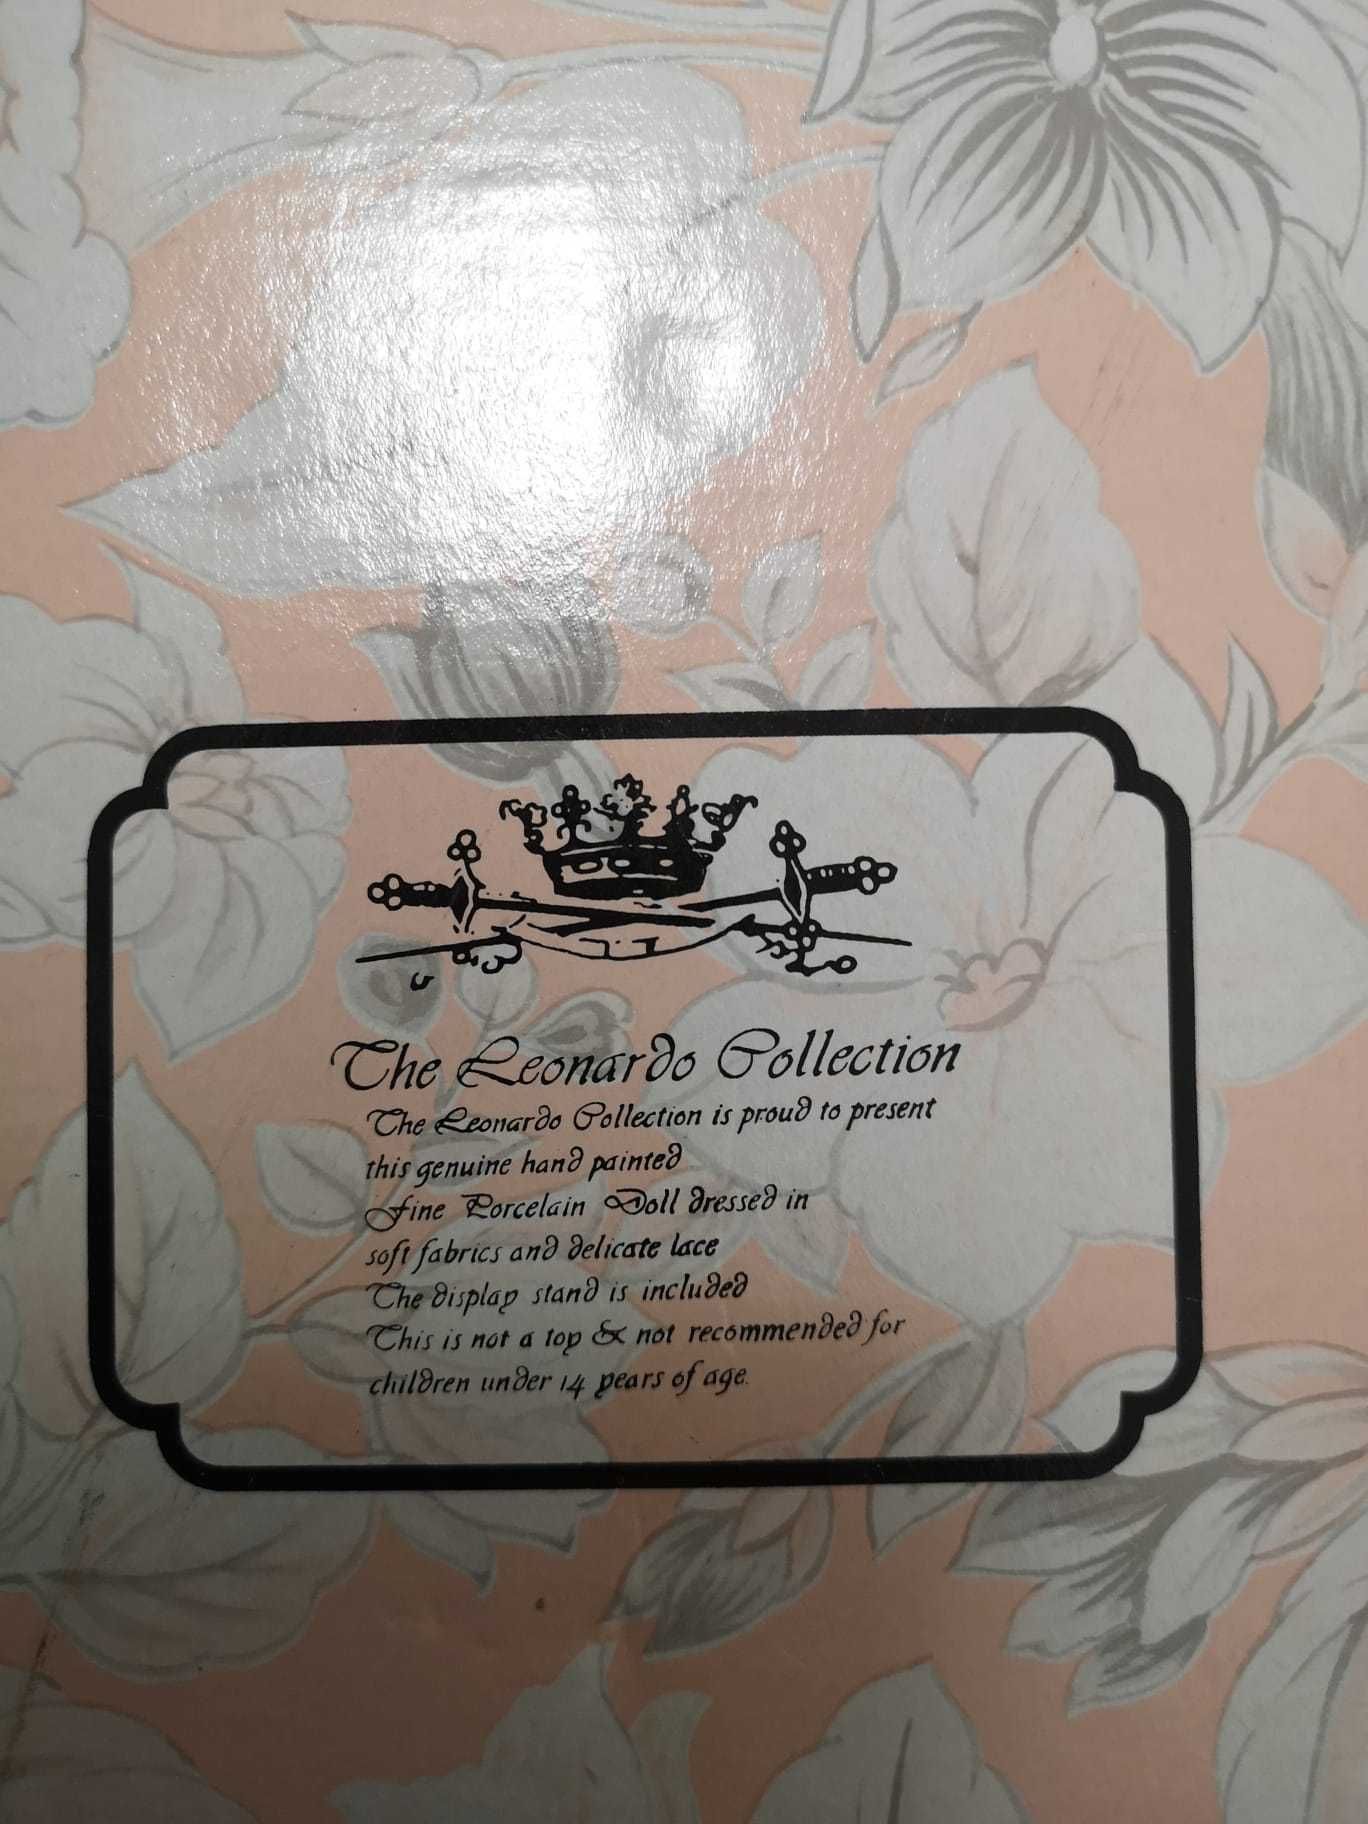 The Leonardo Collection
The Leonardo Collection is proud to present
this genuine hand painted
Fine Porcelain Doll dressed in
soft fabrics and delicate lace
The display stand is included
This is not a toy & not recommended for
children under 14 years of age.